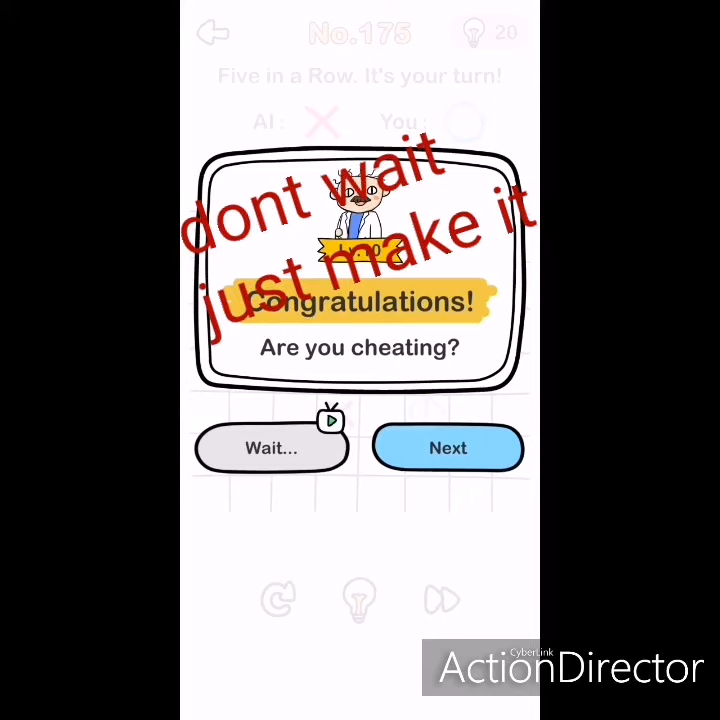 No.175
20
Five in a Row. It's your turn!
AI :
You :
dont wait
just make it
Congratulations!
Are you cheating?
Wait...
Next
CyberLink
ActionDirector